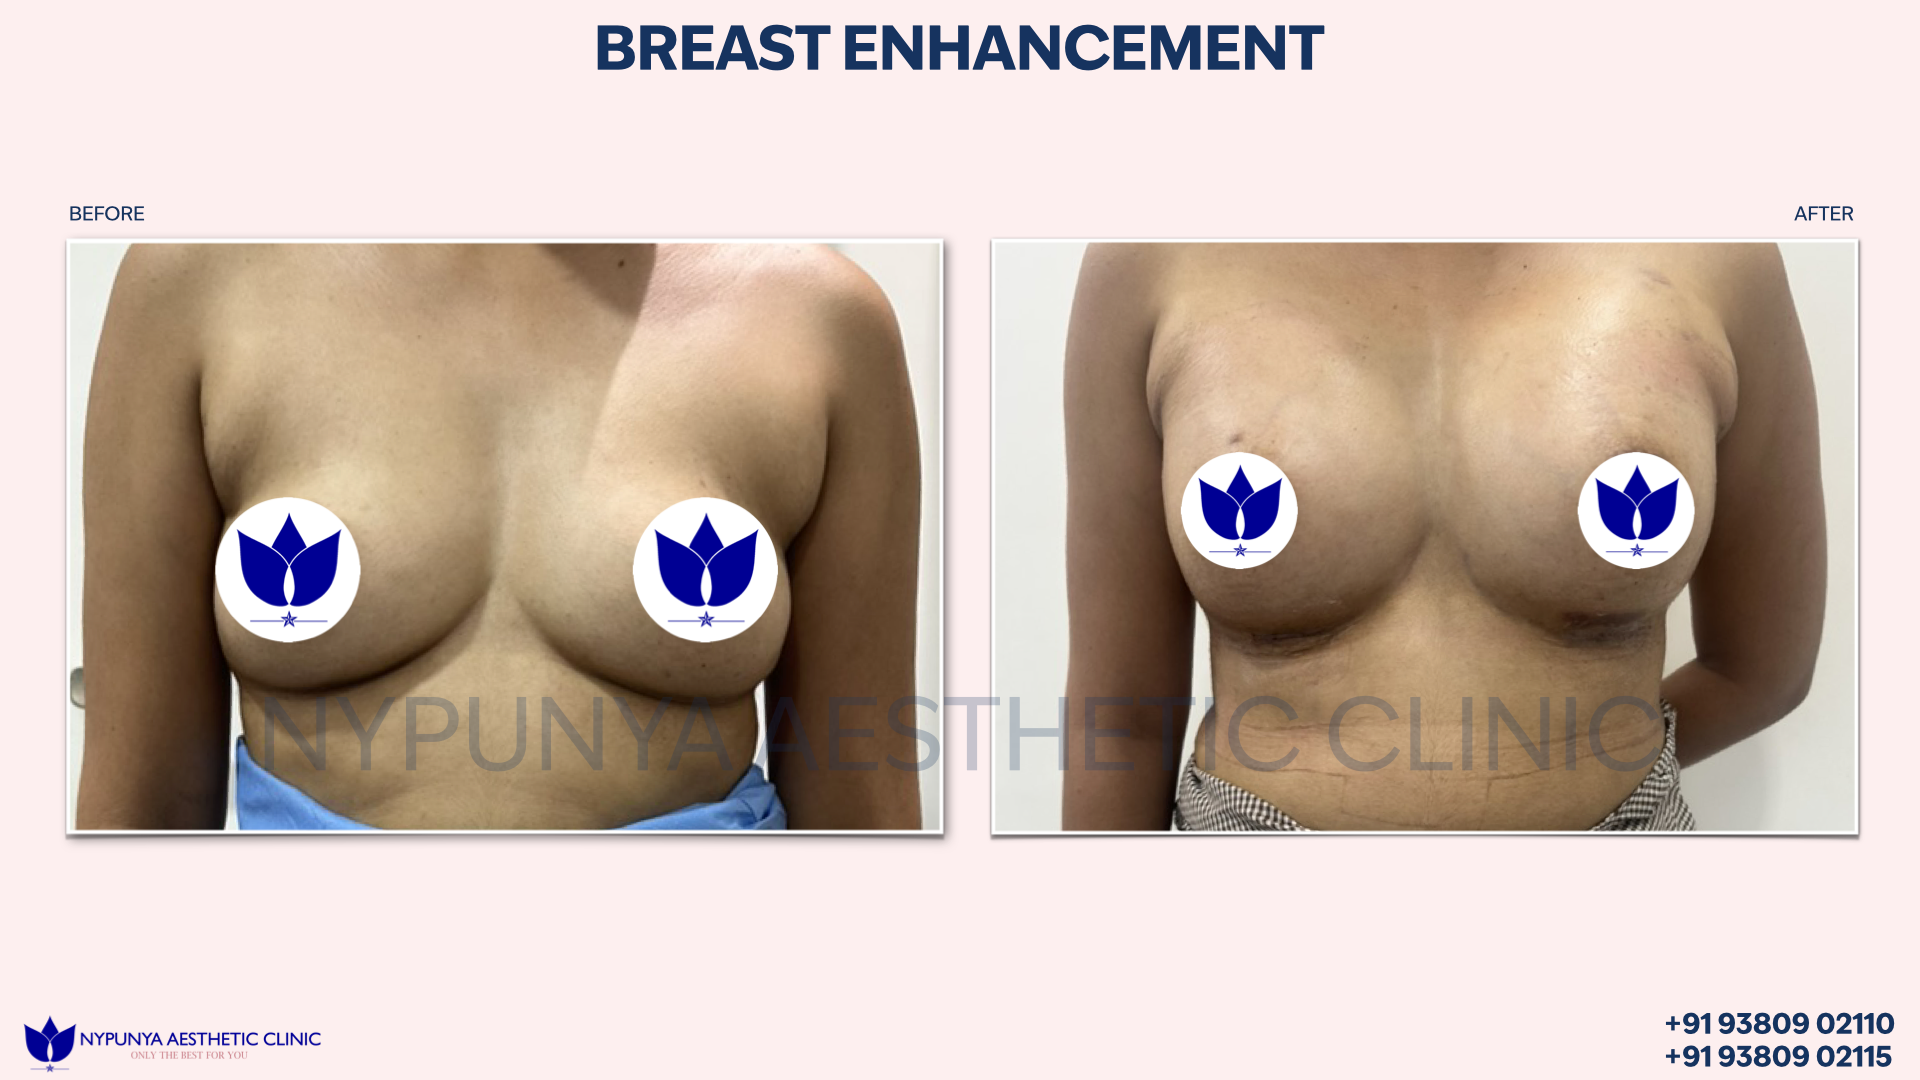 BREAST ENHANCEMENT
BEFORE
AFTER
NYPUNYA AESTHETIC CLINIC
NYPUNYA AESTHETIC CLINIC
ONLY THE BEST FOR YOU
+91 93809 02110
+91 93809 02115